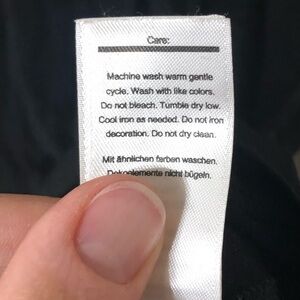 Care:
Machine wash warm gentle
cycle. Wash with like colors.
Do not bleach. Tumble dry low.
Cool iron as needed. Do not iron
decoration. Do not dry clean.
Mit ähnlichen farben waschen.
Dekoelemente nicht bügeln.